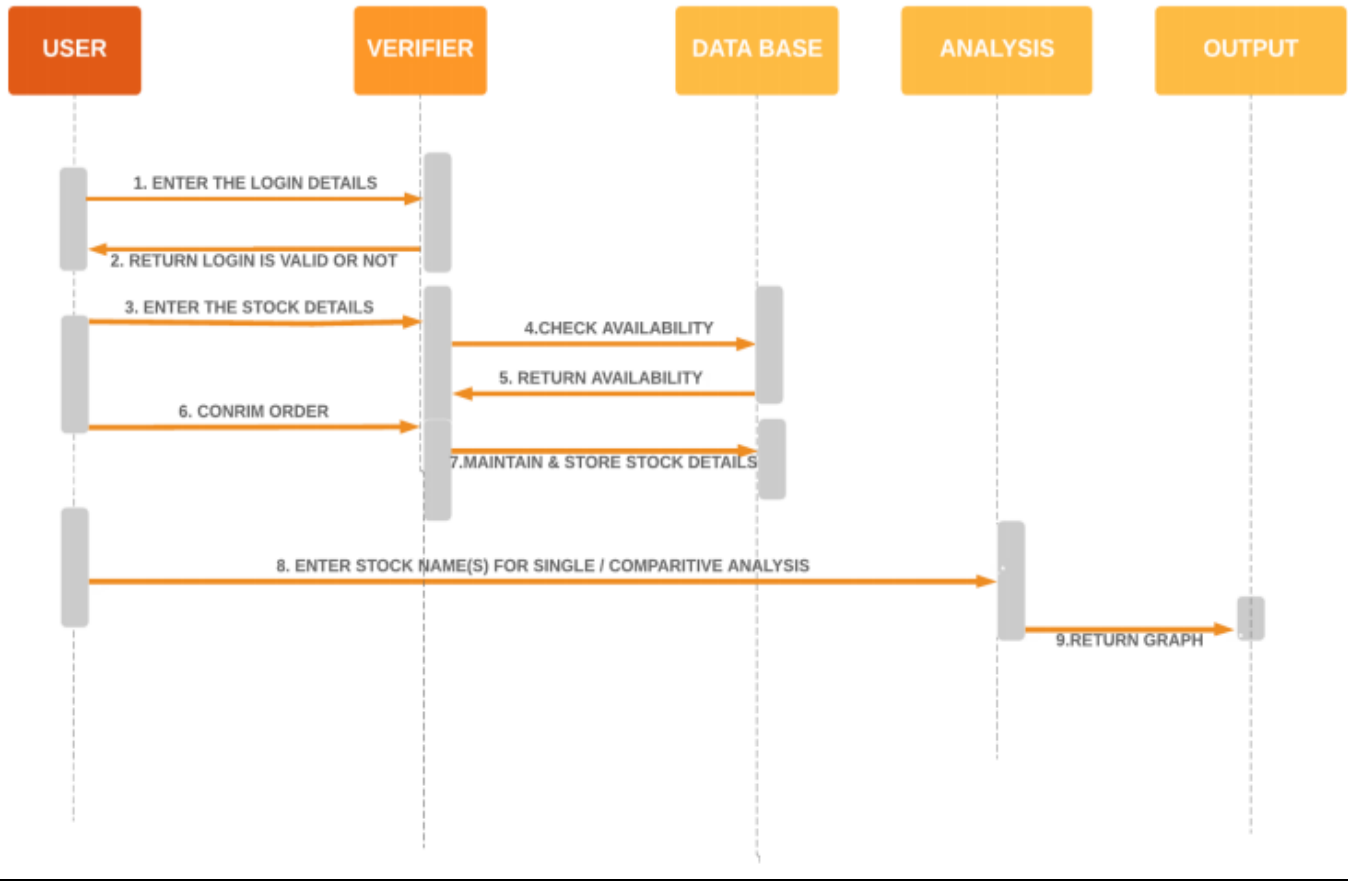 USER
VERIFIER
DATA BASE
ANALYSIS
OUTPUT
1. ENTER THE LOGIN DETAILS
2. RETURN LOGIN IS VALID OR NOT
3. ENTER THE STOCK DETAILS
4.CHECK AVAILABILITY
5. RETURN AVAILABILITY
6. CONRIM ORDER
7.MAINTAIN & STORE STOCK DETAILS
8. ENTER STOCK NAME(S) FOR SINGLE / COMPARITIVE ANALYSIS
9.RETURN GRAPH